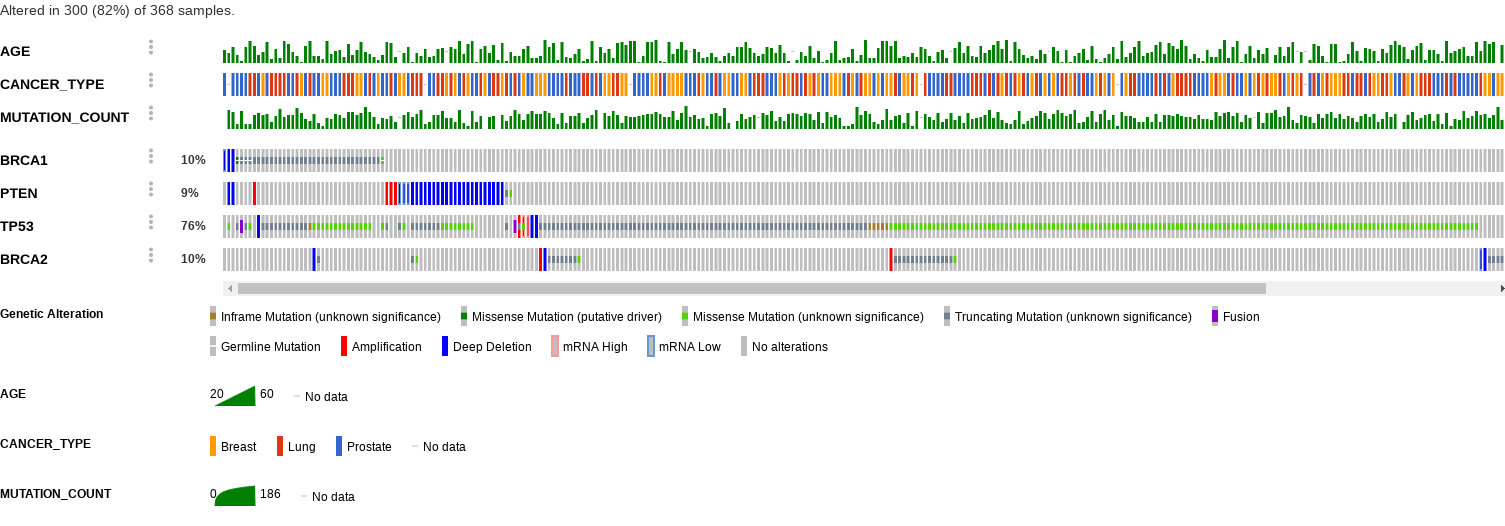 Altered in 300 (82%) of 368 samples.
AGE
CANCER_TYPE
MUTATION_COUNT
BRCA1 10%
PTEN 9%
TP53 76%
BRCA2 10%
Genetic Alteration Inframe Mutation (unknown significance) Missense Mutation (putative driver) Missense Mutation (unknown significance) Truncating Mutation (unknown significance) Fusion
Germline Mutation Amplification Deep Deletion mRNA High mRNA Low No alterations
AGE 20 60 No data
CANCER_TYPE Breast Lung Prostate No data
MUTATION_COUNT 0 186 No data